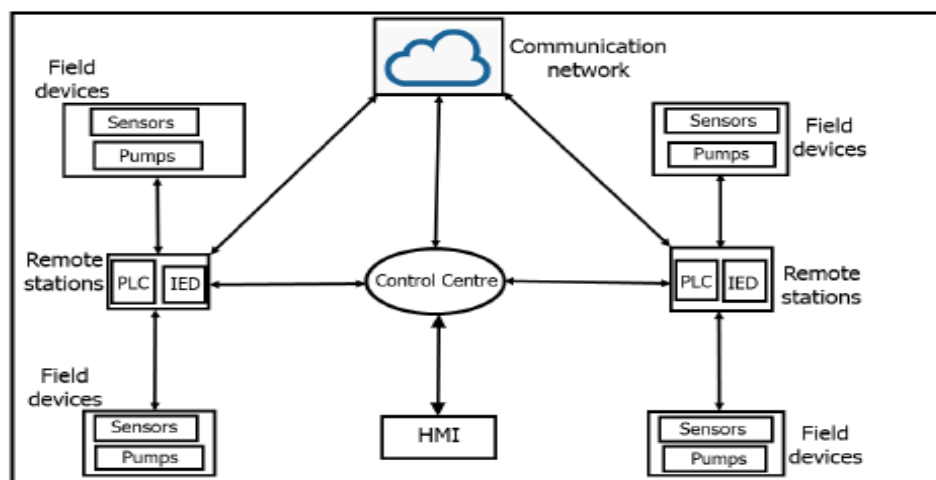 Communication
network
Field
devices
Sensors
Pumps
Sensors
Pumps
Field
devices
Remote
stations
PLC
IED
Control Centre
PLC
IED
Remote
stations
Field
devices
Sensors
Pumps
HMI
Sensors
Pumps
Field
devices